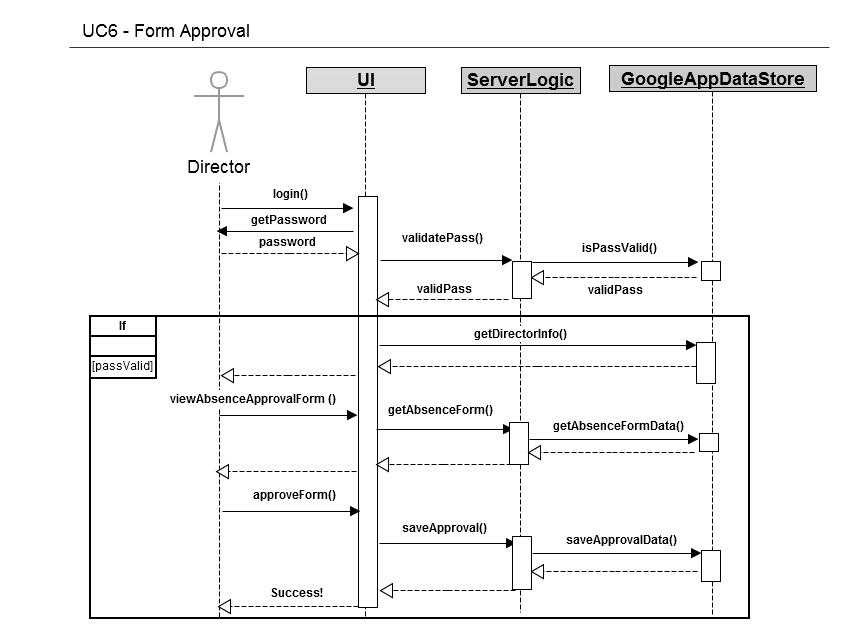 UC6 - Form Approval
UI
ServerLogic
GoogleAppDataStore
Director
login()
getPassword
password
validatePass()
isPassValid()
validPass
validPass
If
[passValid]
getDirectorInfo()
viewAbsenceApprovalForm ()
getAbsenceForm()
getAbsenceFormData()
approveForm()
saveApproval()
saveApprovalData()
Success!